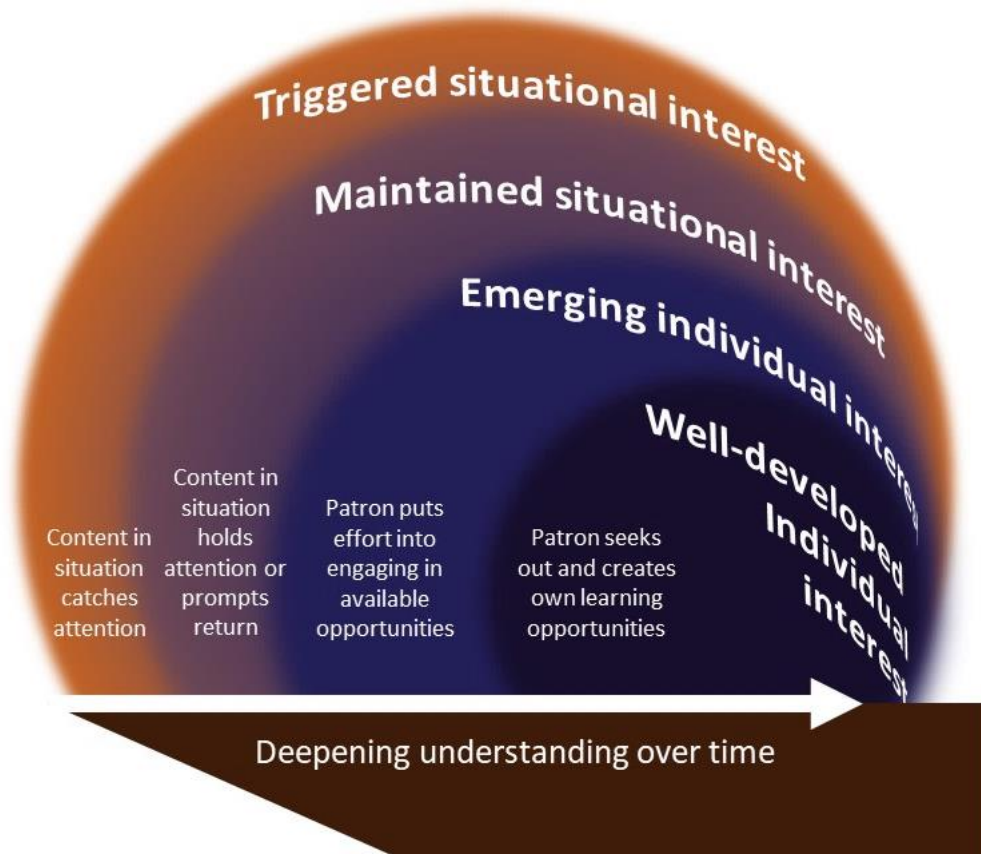 Triggered situational interest
Maintained situational interest
Emerging individual interest
Well-developed
Individual
interest
Content in
situation
catches
attention
Content in
situation
holds
attention or
prompts
return
Patron puts
effort into
engaging in
available
opportunities
Patron seeks
out and creates
own learning
opportunities
Deepening understanding over time